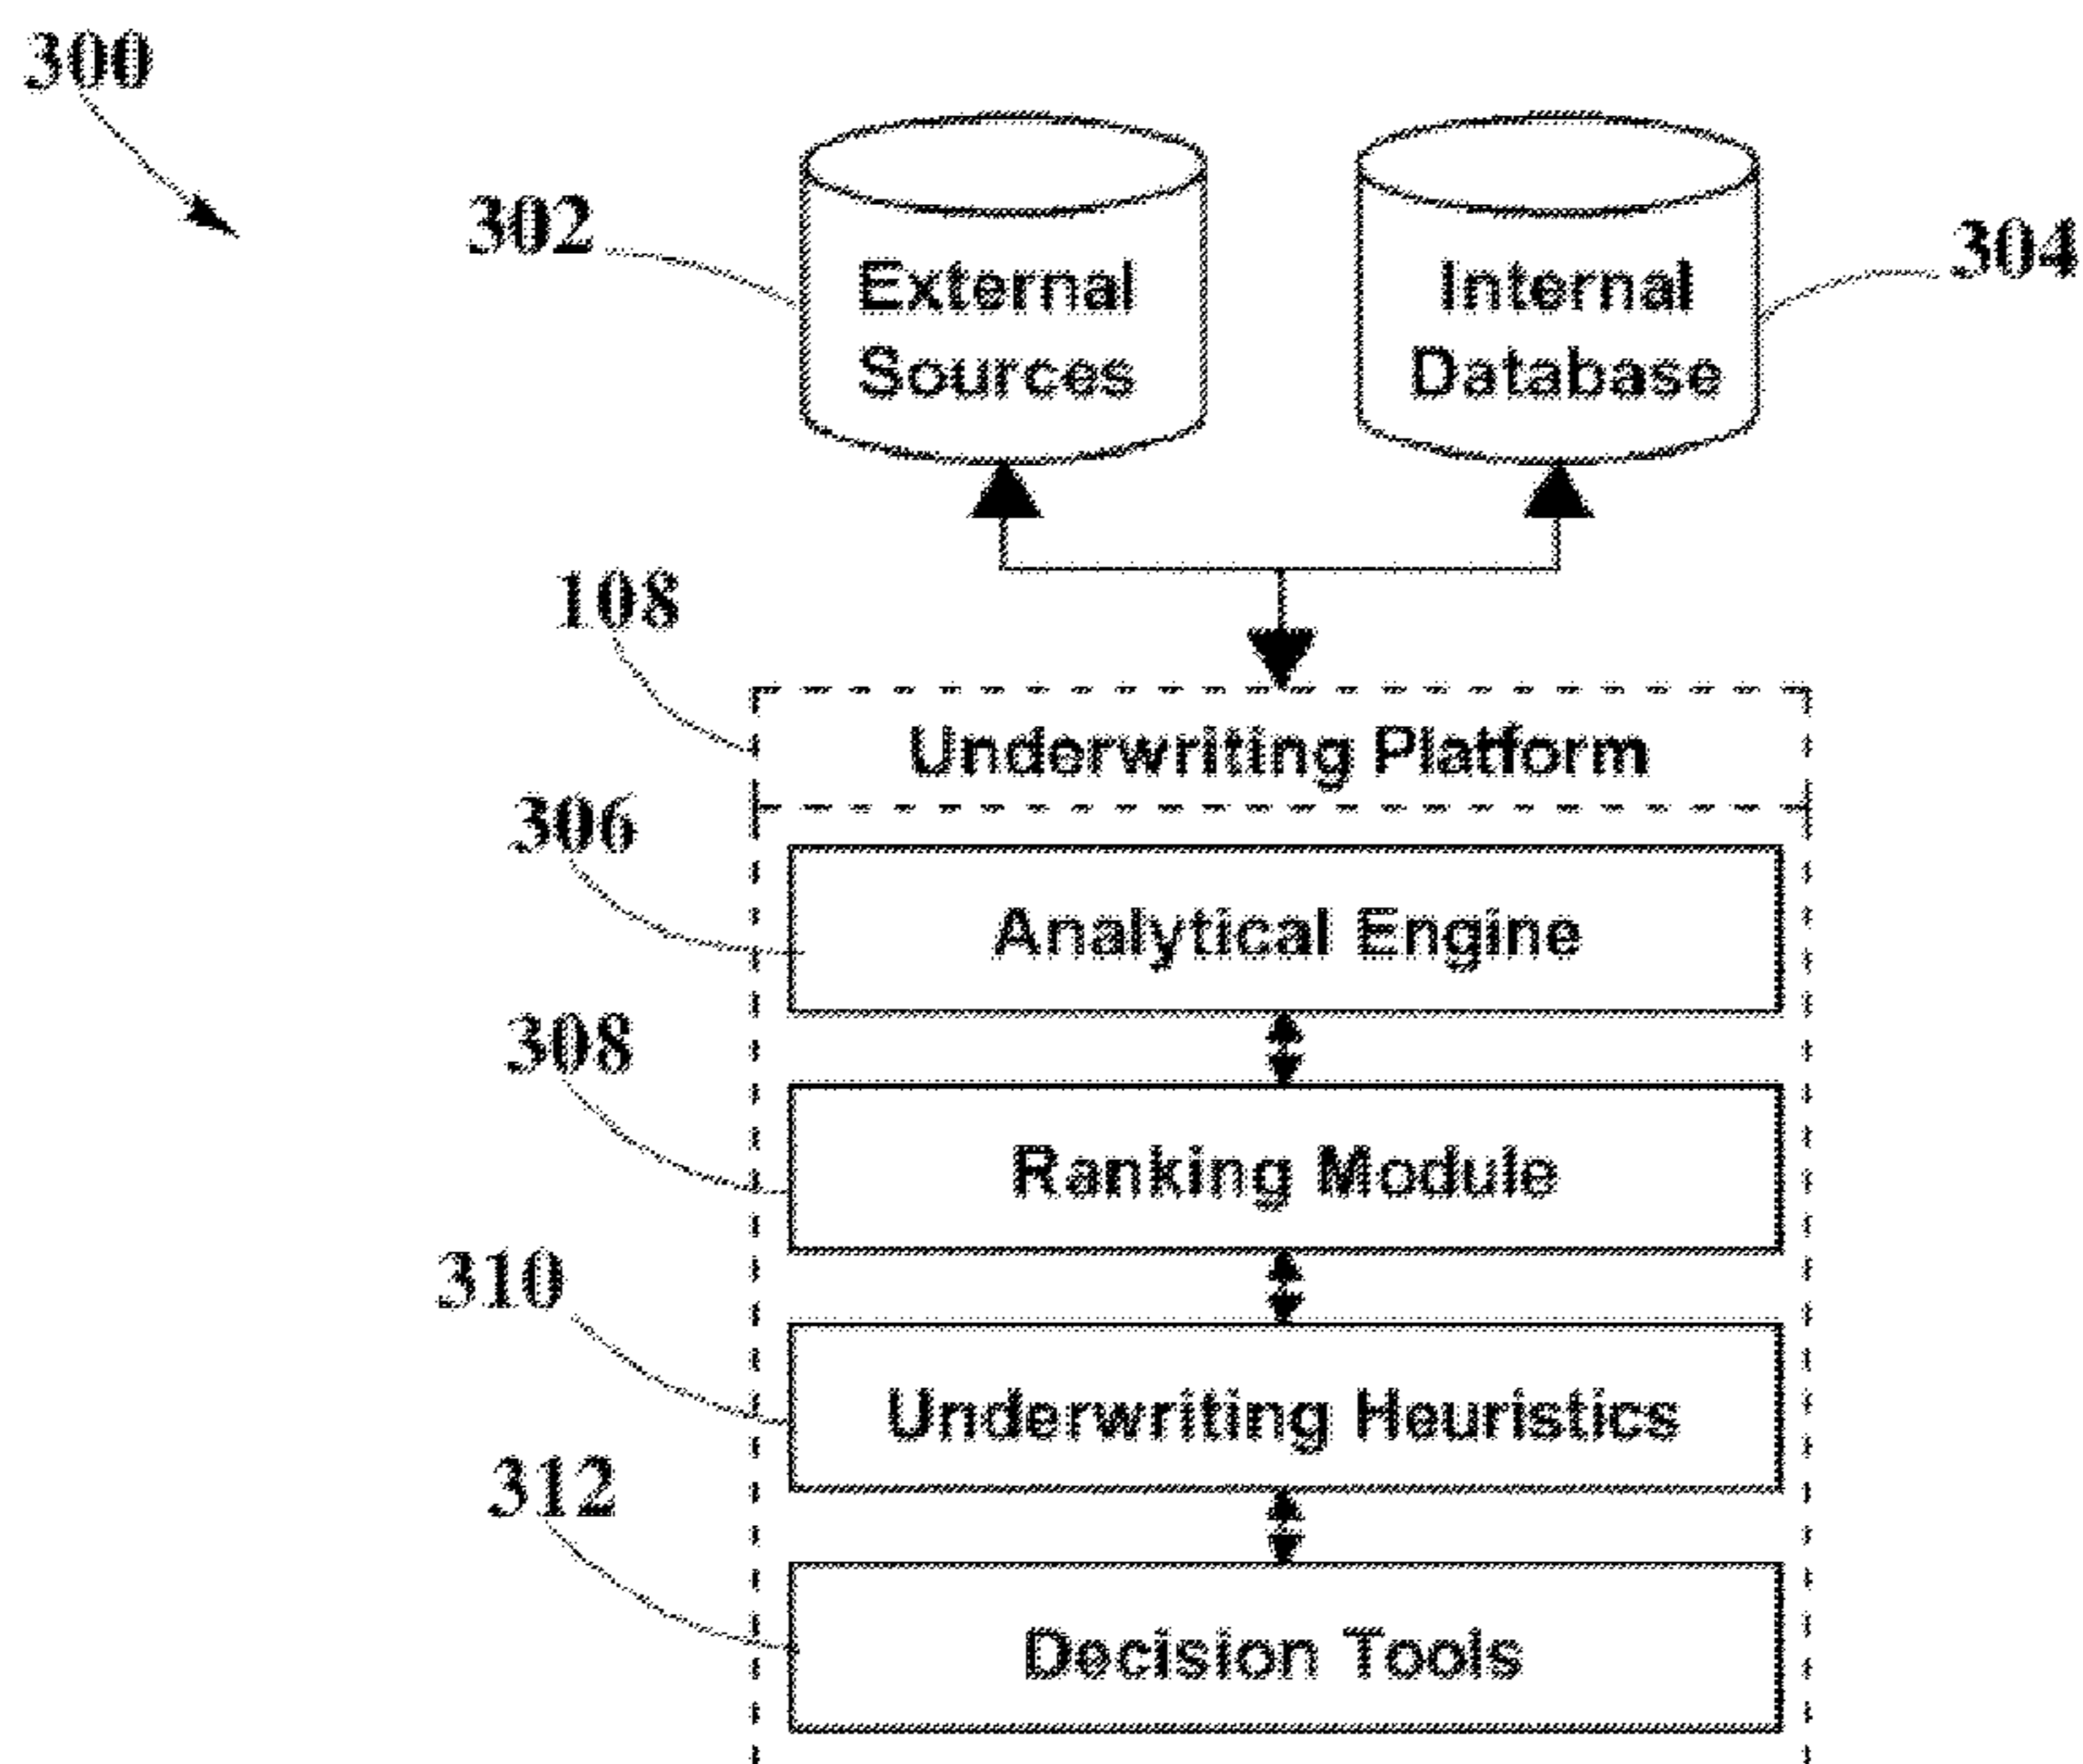 300
302
External
Sources
Internal
Database
304
108
Underwriting Platform
306
Analytical Engine
308
Ranking Module
310
Underwriting Heuristics
312
Decision Tools